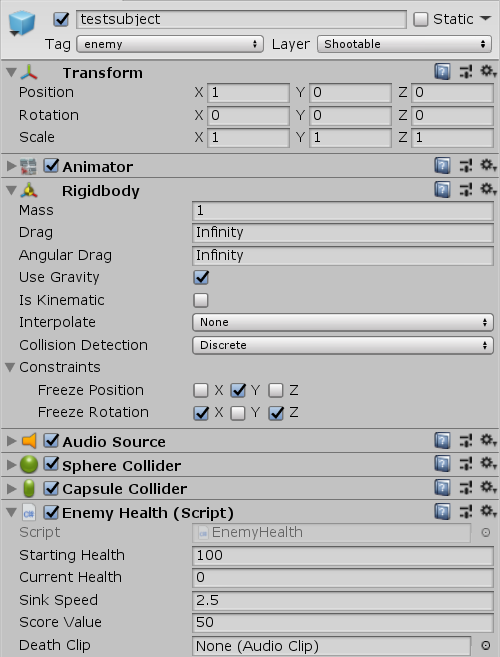 testsubject Static
Tag enemy Layer Shootable
Transform
Position X 1 Y 0 Z 0
Rotation X 0 Y 0 Z 0
Scale X 1 Y 1 Z 1
Animator
Rigidbody
Mass 1
Drag Infinity
Angular Drag Infinity
Use Gravity
Is Kinematic
Interpolate None
Collision Detection Discrete
Constraints
Freeze Position X Y Z
Freeze Rotation X Y Z
Audio Source
Sphere Collider
Capsule Collider
Enemy Health (Script)
Script EnemyHealth
Starting Health 100
Current Health 0
Sink Speed 2.5
Score Value 50
Death Clip None (Audio Clip)